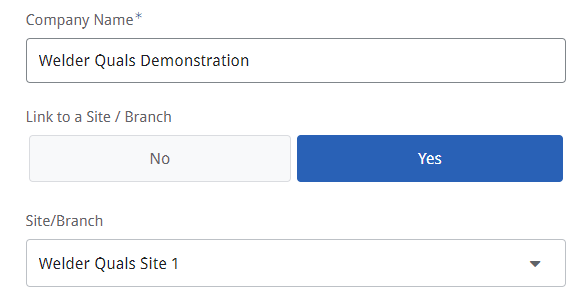 Company Name*
Welder Quals Demonstration
Link to a Site / Branch
No Yes
Site/Branch
Welder Quals Site 1